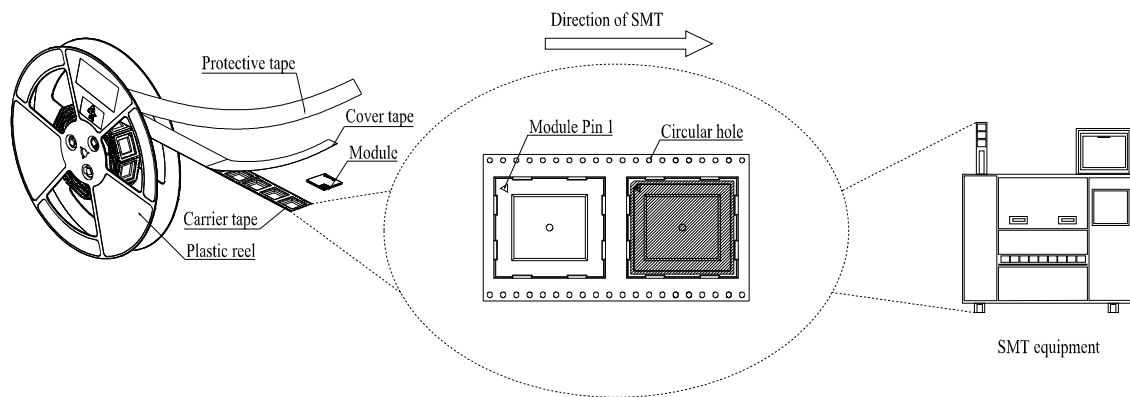 Direction of SMT
Protective tape
Cover tape
Module
Module Pin 1
Circular hole
Carrier tape
Plastic reel
SMT equipment